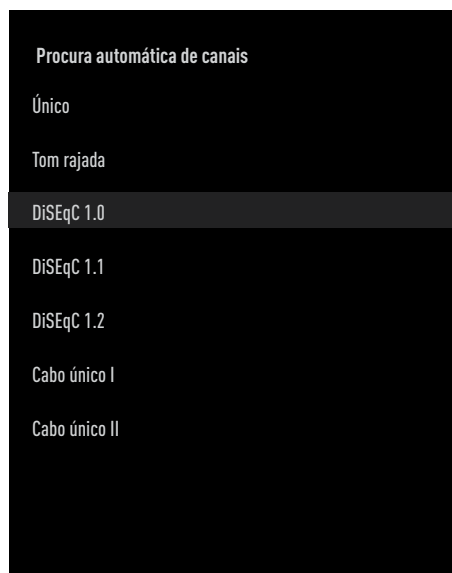 Procura automática de canais
Único
Tom rajada
DiSEqC 1.0
DiSEqC 1.1
DiSEqC 1.2
Cabo único I
Cabo único II